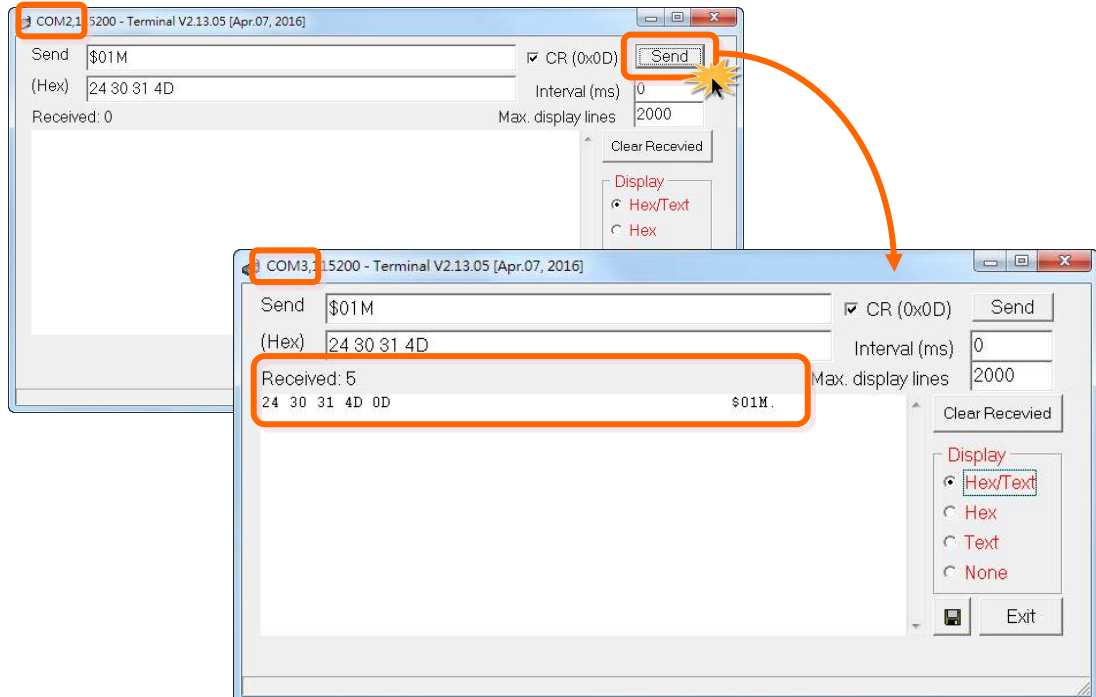 COM2,115200 - Terminal V2.13.05 [Apr.07, 2016]
Send $01M CR (0x0D) Send
(Hex) 24 30 31 4D Interval (ms) 0
Received: 0 Max. display lines 2000
Clear Recevied
Display
Hex/Text
Hex
COM3,115200 - Terminal V2.13.05 [Apr.07, 2016]
Send $01M CR (0x0D) Send
(Hex) 24 30 31 4D Interval (ms) 0
Received: 5 Max. display lines 2000
24 30 31 4D 0D $01M.
Clear Recevied
Display
Hex/Text
Hex
Text
None
Exit